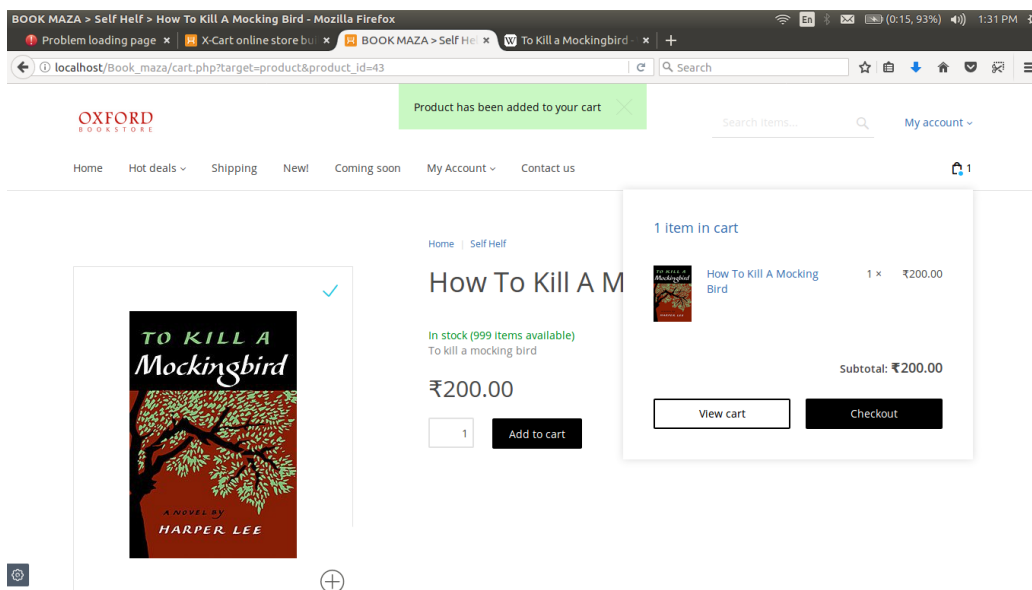 BOOK MAZA > Self Helf > How To Kill A Mocking Bird - Mozilla Firefox
En (0:15, 93%) 1:31 PM
Problem loading page × X-Cart online store bui × BOOK MAZA > Self Hel × W To Kill a Mockingbird - ×
localhost/Book_maza/cart.php?target=product&product_id=43
Search
OXFORD
BOOKSTORE
Product has been added to your cart
Search items...
My account
Home Hot deals Shipping New! Coming soon My Account Contact us
1
1 item in cart
How To Kill A Mocking
Bird
1 × ₹200.00
Subtotal: ₹200.00
View cart Checkout
Home | Self Helf
How To Kill A M
In stock (999 items available)
To kill a mocking bird
₹200.00
1 Add to cart
TO KILL A
Mockingbird
A NOVEL BY
HARPER LEE
TO KILL A
Mockingbird